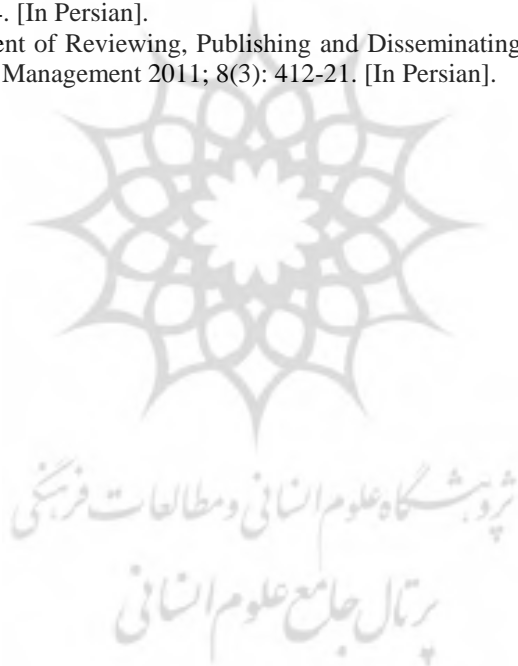 . [In Persian].
ent of Reviewing, Publishing and Disseminating
Management 2011; 8(3): 412-21. [In Persian].
پژوهشگاه علوم انسانی و مطالعات فرهنگی
پرتال جامع علوم انسانی